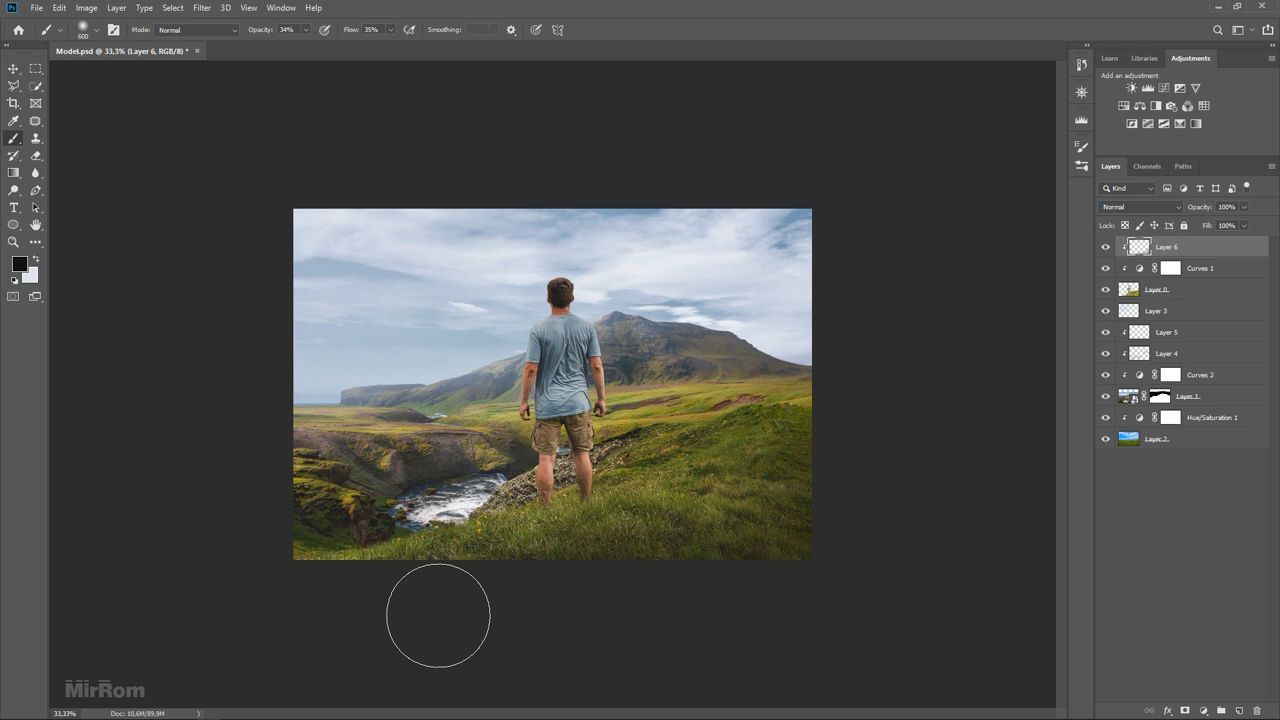 Ps File Edit Image Layer Type Select Filter 3D View Window Help
600 Mode: Normal Opacity: 34% Flow: 35% Smoothing:
Model.psd @ 33,3% (Layer 6, RGB/8) * ×
Learn Libraries Adjustments
Add an adjustment
Layers Channels Paths
Kind
Normal Opacity: 100%
Lock: Fill: 100%
Layer 6
Curves 1
Layer 0
Layer 3
Layer 5
Layer 4
Curves 2
Layer 1
Hue/Saturation 1
Layer 2
MirRom
33,33% Doc: 10,6M/89,9M